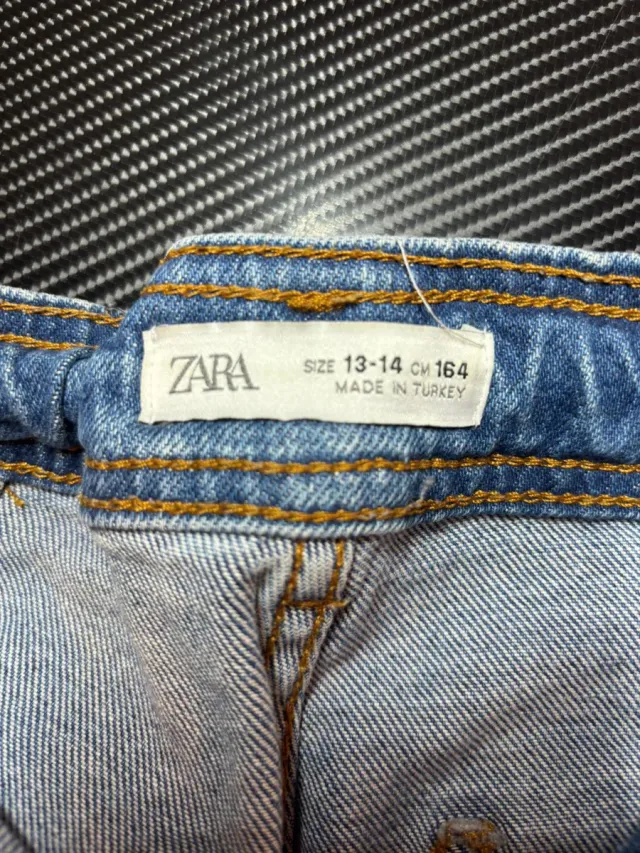 ZARA
SIZE 13-14 CM 164
MADE IN TURKEY